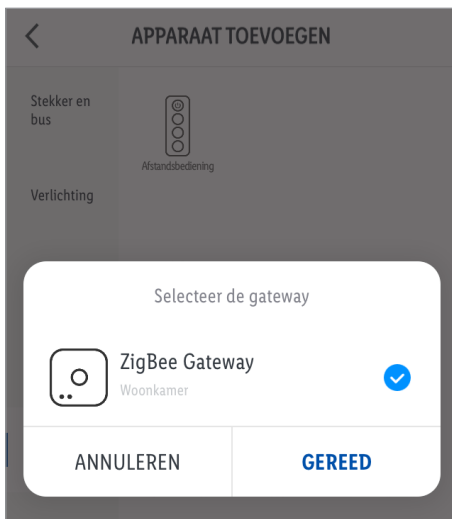 APPARAAT TOEVOEGEN
Stekker en
bus
Afstandsbediening
Verlichting
Selecteer de gateway
ZigBee Gateway
Woonkamer
ANNULEREN
GEREED